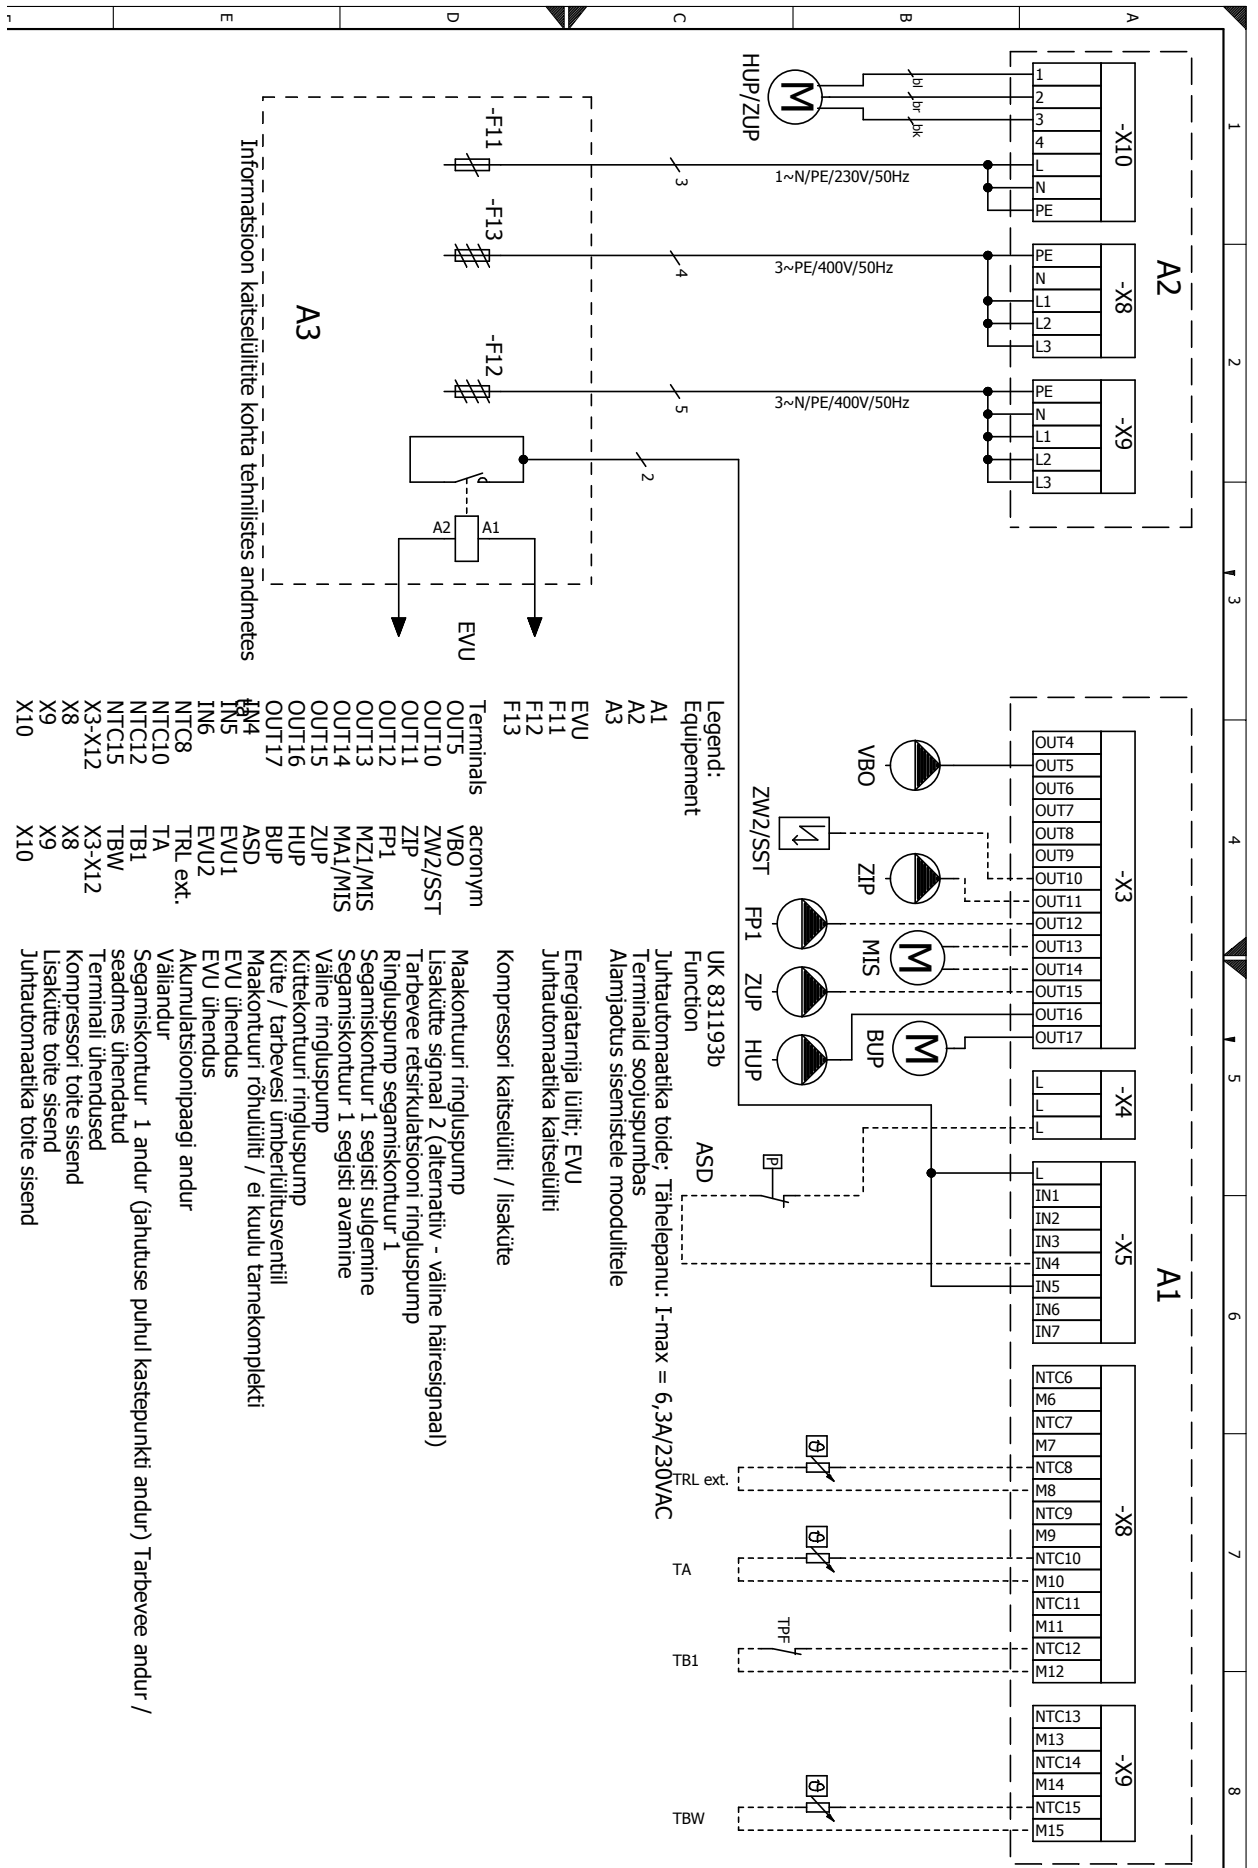 A
B
C
D
E
F
1
2
3
4
5
6
7
8
A2
-X10
1
2
3
4
L
N
PE
-X8
PE
N
L1
L2
L3
-X9
PE
N
L1
L2
L3
bl
br
bk
M
HUP/ZUP
1~N/PE/230V/50Hz
3~PE/400V/50Hz
3~N/PE/400V/50Hz
3
4
5
2
-F11
-F13
-F12
A3
A2
A1
EVU
Informatsioon kaitselülitite kohta tehnilistes andmetes
A1
-X3
OUT4
OUT5
OUT6
OUT7
OUT8
OUT9
OUT10
OUT11
OUT12
OUT13
OUT14
OUT15
OUT16
OUT17
-X4
L
L
L
-X5
L
IN1
IN2
IN3
IN4
IN5
IN6
IN7
-X8
NTC6
M6
NTC7
M7
NTC8
M8
NTC9
M9
NTC10
M10
NTC11
M11
NTC12
M12
-X9
NTC13
M13
NTC14
M14
NTC15
M15
VBO
ZW2/SST
ZIP
FP1
M
MIS
ZUP
HUP
M
BUP
P
ASD
ϑ
TRL ext.
ϑ
TA
TPF
TB1
ϑ
TBW
Legend: UK 831193b
Equipement Function
A1 Juhtautomaatika toide; Tähelepanu: I-max = 6,3A/230VAC
A2 Terminalid soojuspumbas
A3 Alamjaotus sisemistele moodulitele
EVU Energiatarnija lüliti; EVU
F11 Juhtautomaatika kaitselüliti
F12
F13 Kompressori kaitselüliti / lisaküte
Terminals acronym
OUT5 VBO Maakontuuri ringluspump
OUT10 ZW2/SST Lisakütte signaal 2 (alternatiiv - väline häiresignaal)
OUT11 ZIP Tarbevee retsirkulatsiooni ringluspump
OUT12 FP1 Ringluspump segamiskontuur 1
OUT13 MZ1/MIS Segamiskontuur 1 segisti sulgemine
OUT14 MA1/MIS Segamiskontuur 1 segisti avamine
OUT15 ZUP Väline ringluspump
OUT16 HUP Küttekontuuri ringluspump
OUT17 BUP Küte / tarbevesi ümberlülitusventiil
IN4 ASD Maakontuuri rõhulüliti / ei kuulu tarnekomplekti
IN5 EVU1 EVU ühendus
IN6 EVU2 EVU ühendus
NTC8 TRL ext. Akumulatsioonipaagi andur
NTC10 TA Väliandur
NTC12 TB1 Segamiskontuur 1 andur (jahutuse puhul kastepunkti andur) Tarbevee andur /
NTC15 TBW seadmes ühendatud
X3-X12 X3-X12 Terminali ühendused
X8 X8 Kompressori toite sisend
X9 X9 Lisakütte toite sisend
X10 X10 Juhtautomaatika toite sisend